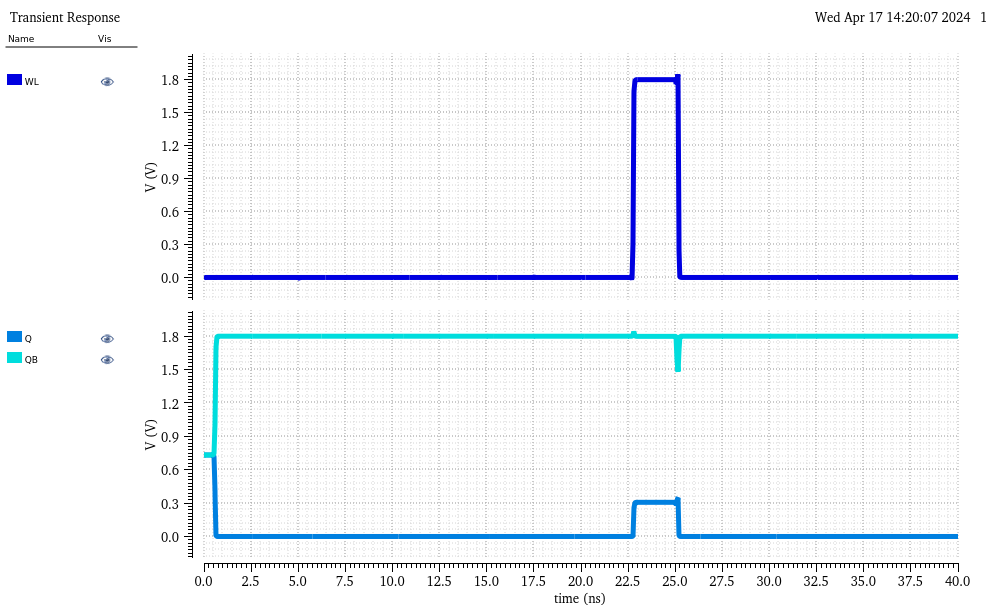 Transient Response
Wed Apr 17 14:20:07 2024 1
Name Vis
WL
V (V)
1.8
1.5
1.2
0.9
0.6
0.3
0.0
Q
QB
V (V)
1.8
1.5
1.2
0.9
0.6
0.3
0.0
0.0 2.5 5.0 7.5 10.0 12.5 15.0 17.5 20.0 22.5 25.0 27.5 30.0 32.5 35.0 37.5 40.0
time (ns)